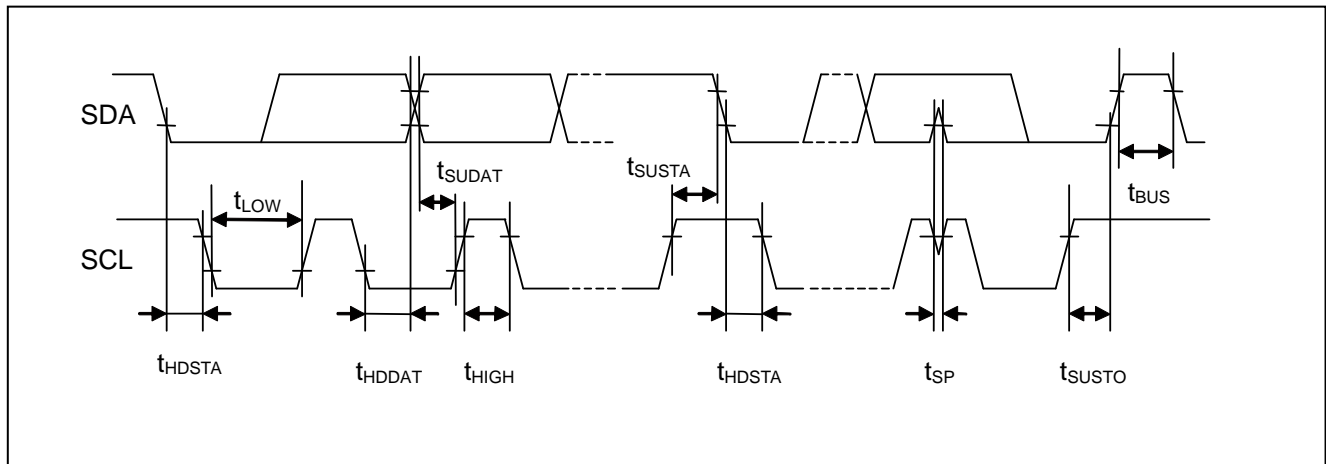 SDA
tSUDAT
tSUSTA
tBUS
tLOW
SCL
tHDSTA
tHDDAT
tHIGH
tHDSTA
tSP
tSUSTO